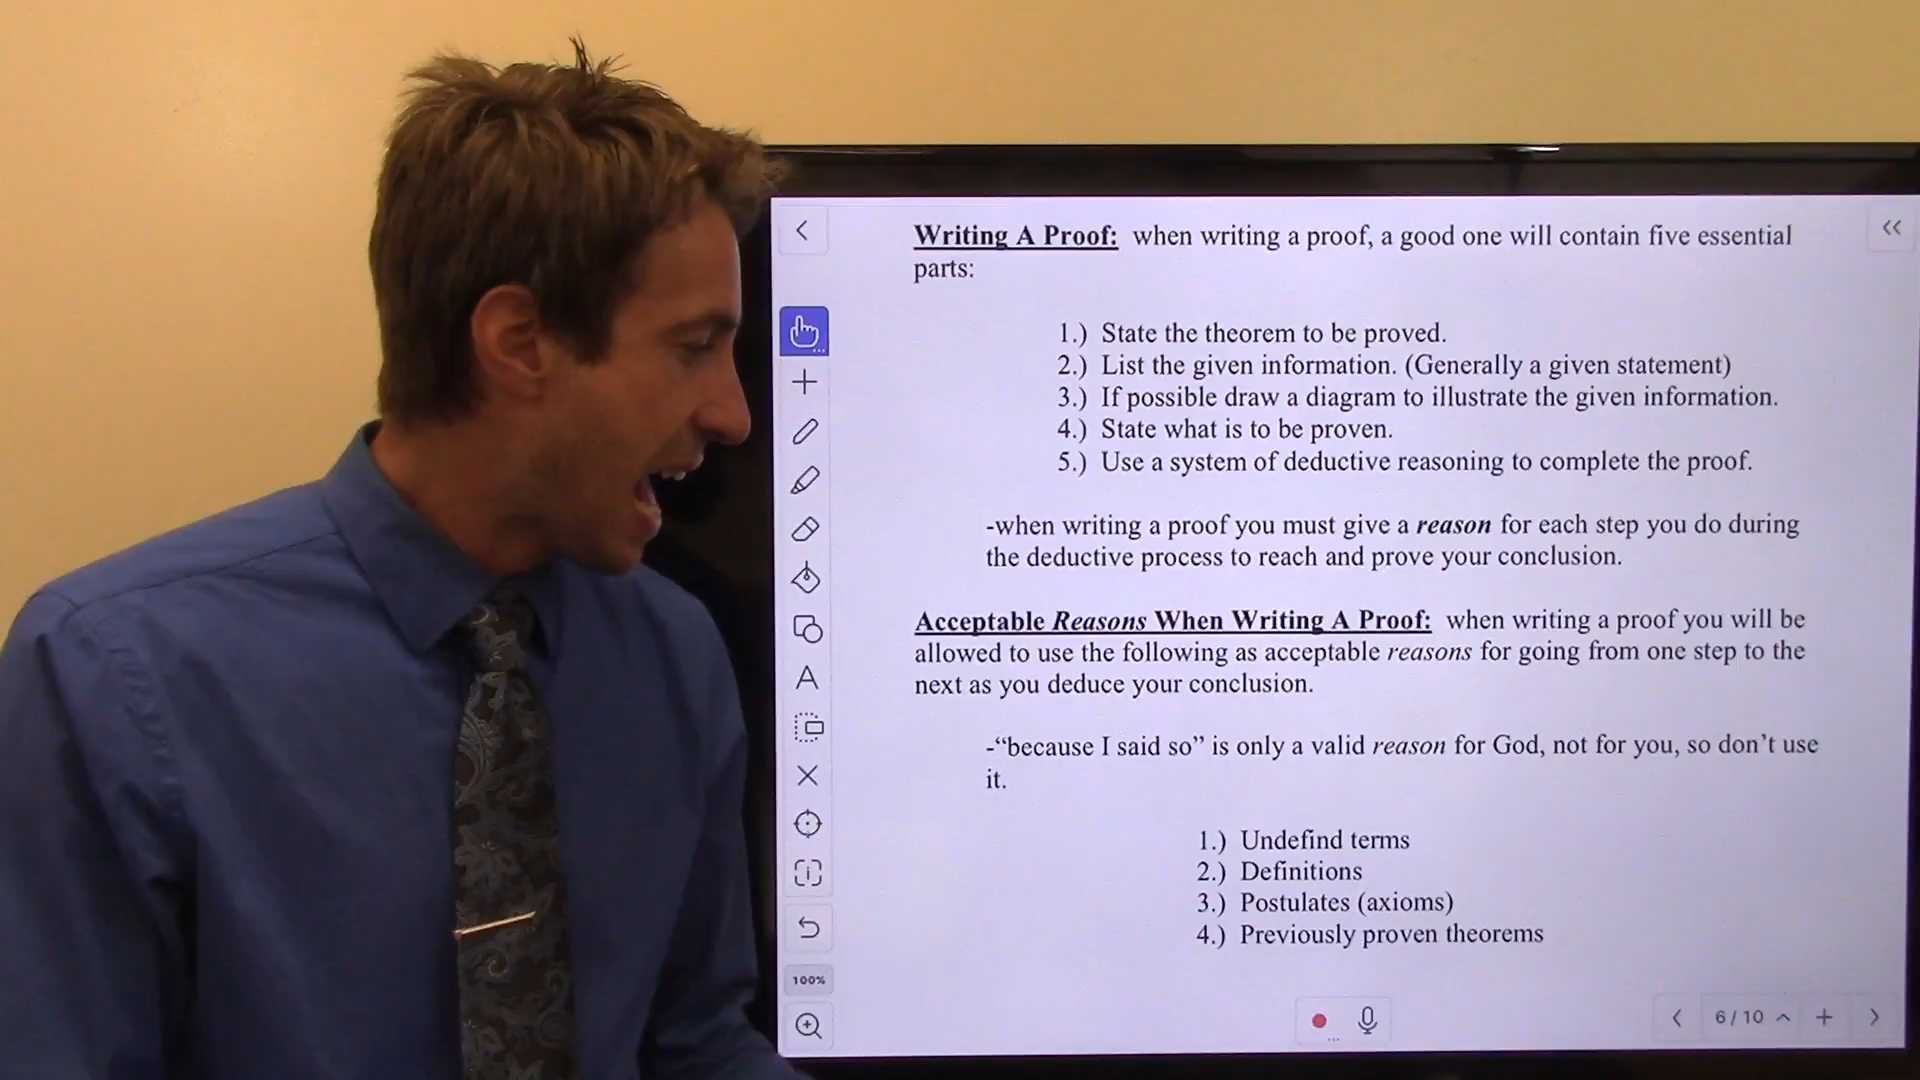 Writing A Proof: when writing a proof, a good one will contain five essential
parts:
1.) State the theorem to be proved.
2.) List the given information. (Generally a given statement)
3.) If possible draw a diagram to illustrate the given information.
4.) State what is to be proven.
5.) Use a system of deductive reasoning to complete the proof.
-when writing a proof you must give a reason for each step you do during
the deductive process to reach and prove your conclusion.
Acceptable Reasons When Writing A Proof: when writing a proof you will be
allowed to use the following as acceptable reasons for going from one step to the
next as you deduce your conclusion.
-“because I said so” is only a valid reason for God, not for you, so don’t use
it.
1.) Undefind terms
2.) Definitions
3.) Postulates (axioms)
4.) Previously proven theorems
100%
6/10